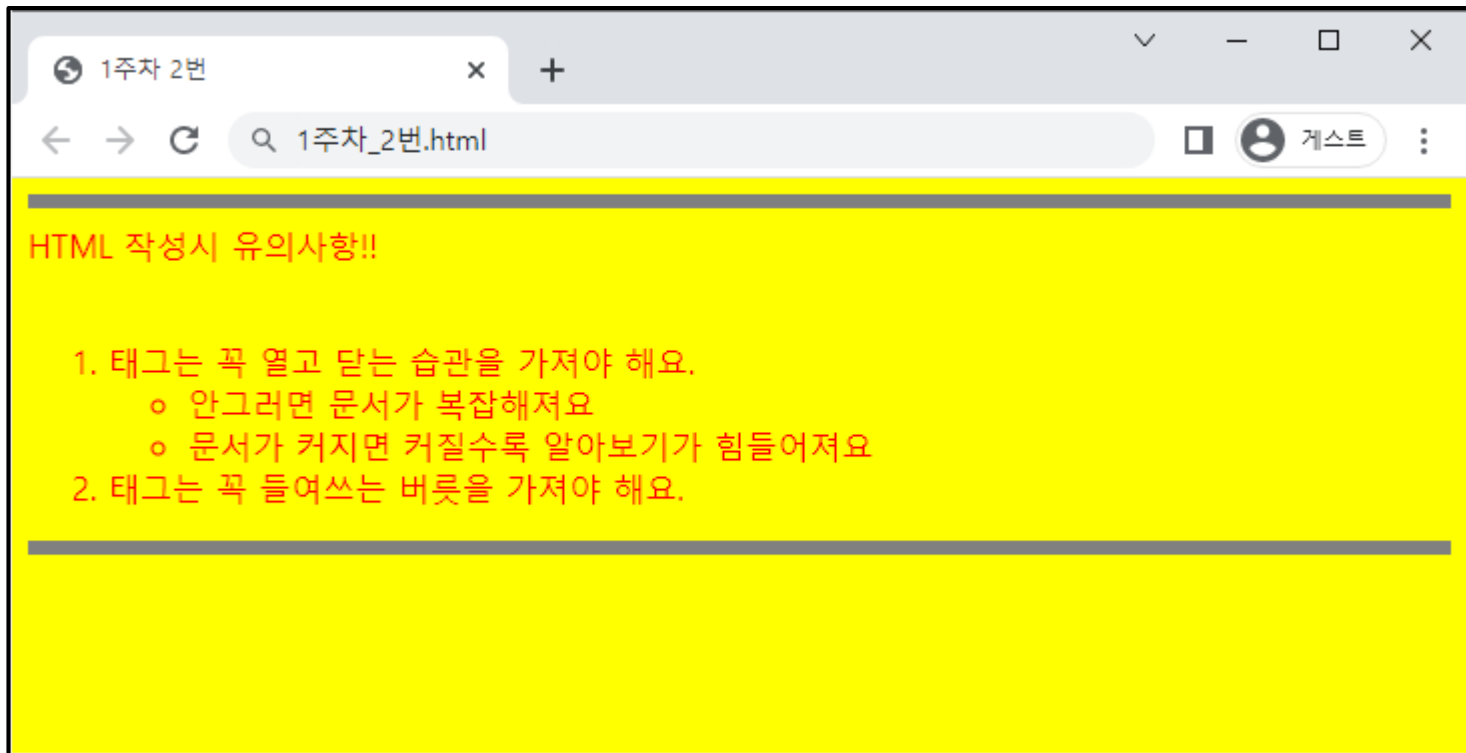 1주차 2번
1주차_2번.html
게스트
HTML 작성시 유의사항!!
1. 태그는 꼭 열고 닫는 습관을 가져야 해요.
안그러면 문서가 복잡해져요
문서가 커지면 커질수록 알아보기가 힘들어져요
2. 태그는 꼭 들여쓰는 버릇을 가져야 해요.